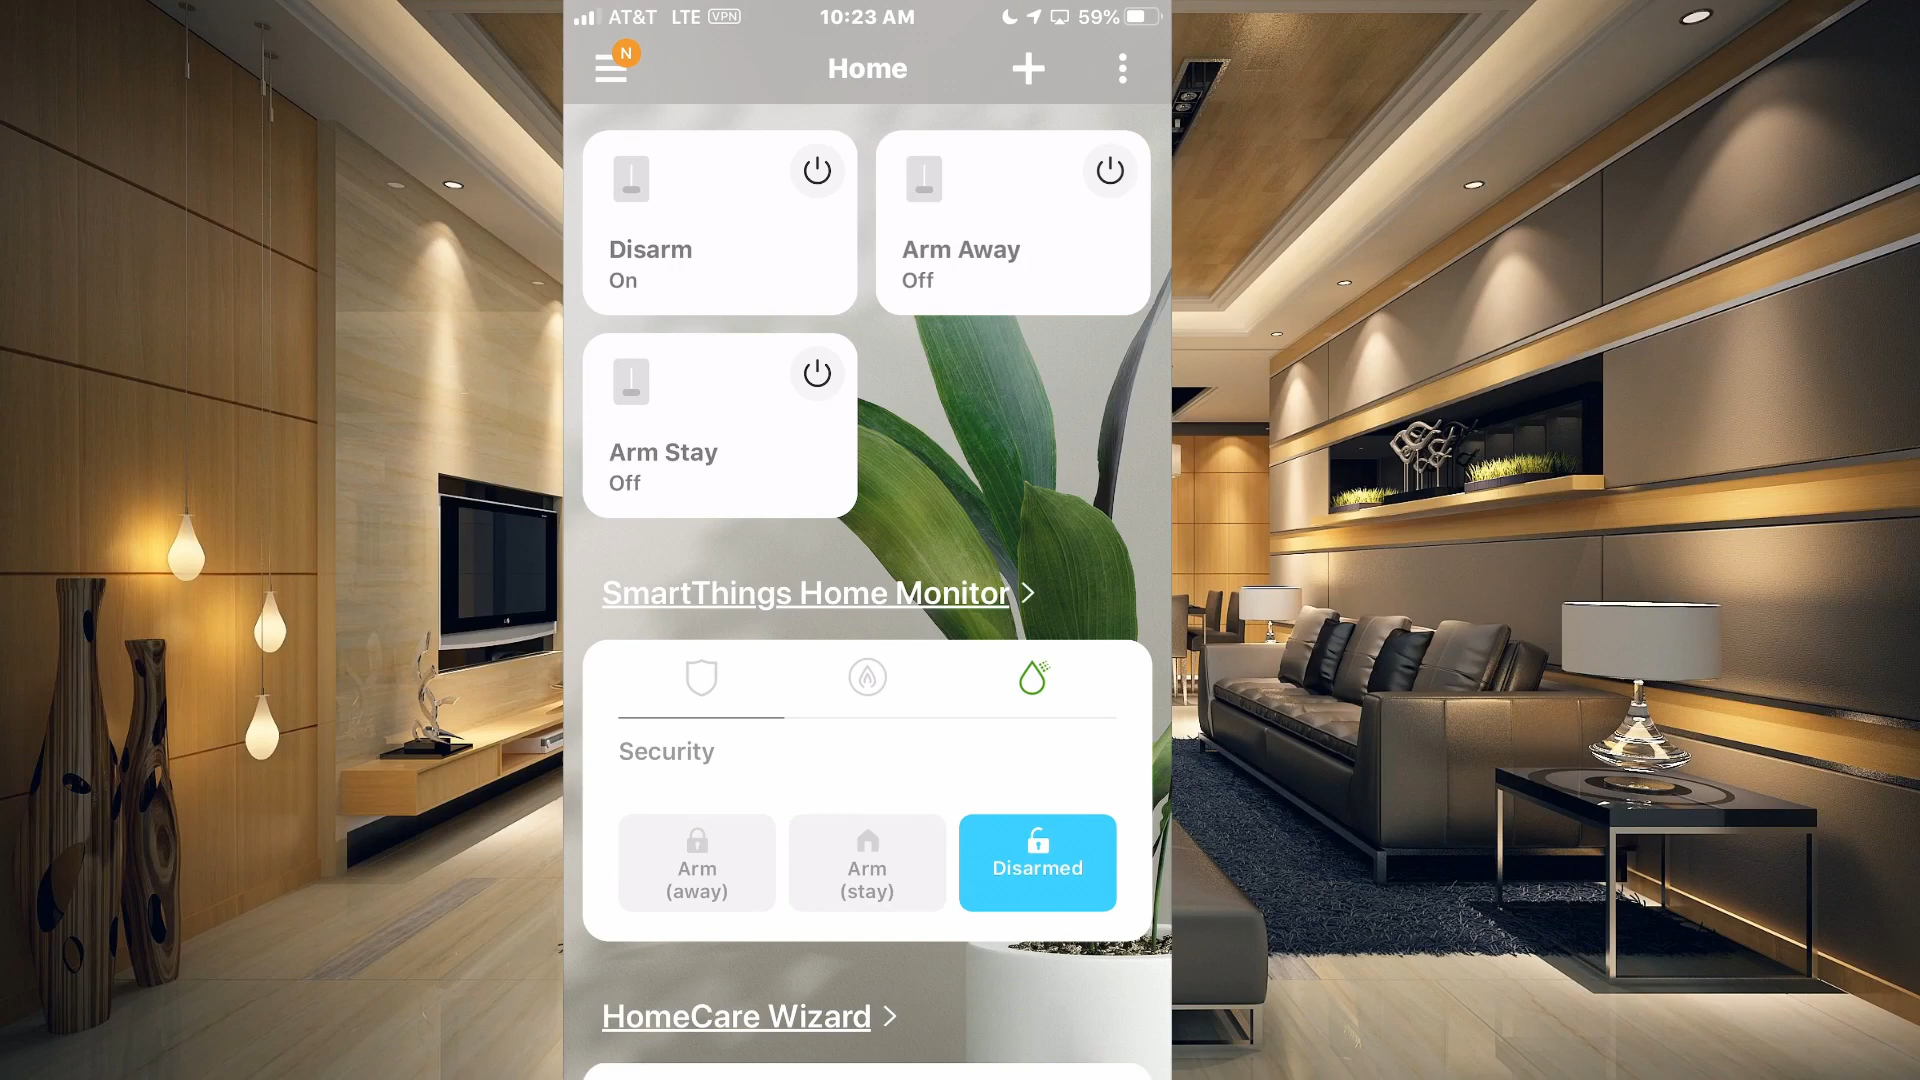 AT&T LTE VPN 10:23 AM 59%
N
Home
Disarm
On
Arm Away
Off
Arm Stay
Off
SmartThings Home Monitor
Security
Arm
(away)
Arm
(stay)
Disarmed
HomeCare Wizard